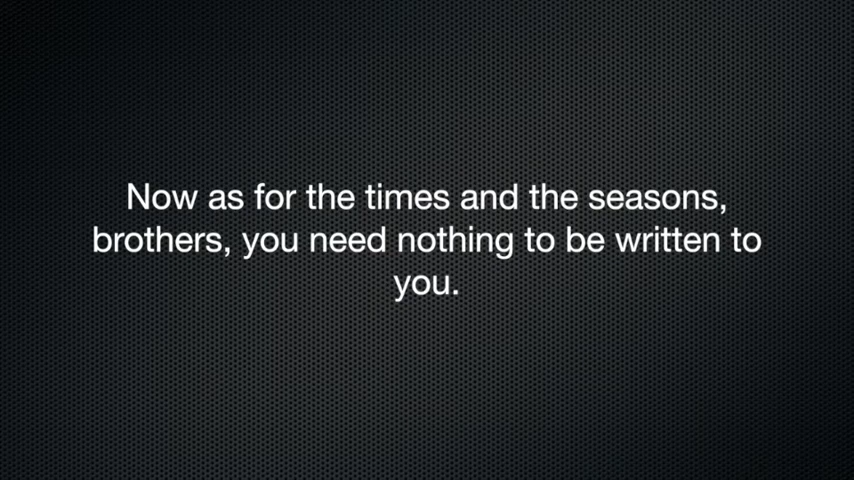 Now as for the times and the seasons,
brothers, you need nothing to be written to
you.